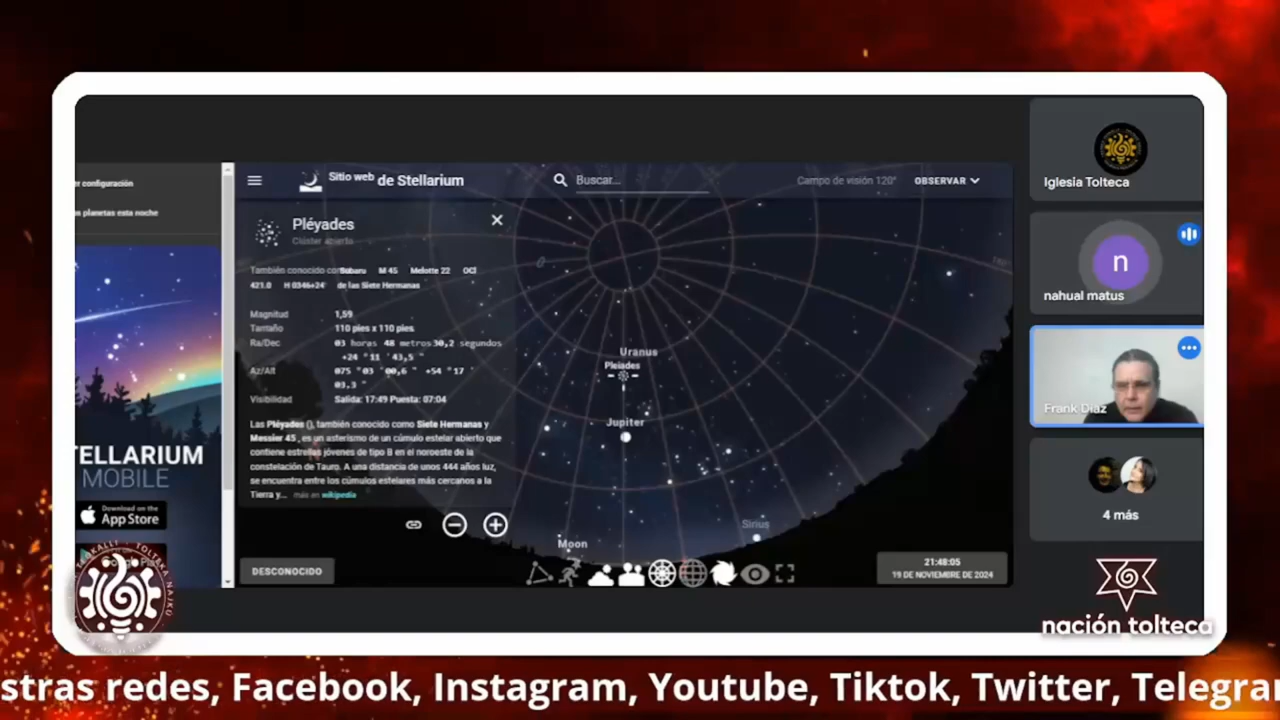 er configuración
n planetas esta noche
TELLARIUM
MOBILE
Download on the
App Store
Sitio web de Stellarium
Buscar...
Campo de visión 120°
OBSERVAR
Pléyades
Clúster abierto
También conocido co Subaru M 45 Melotte 22 OCl
421.0 H 0346+24 de las Siete Hermanas
Magnitud 1,59
Tamaño 110 pies x 110 pies
Ra/Dec 03 horas 48 metros 30,2 segundos
+24 °11 '43,5 "
Az/Alt 075 °03 '00,6 " +54 °17 '
03,3 "
Visibilidad Salida: 17:49 Puesta: 07:04
Las Pléyades (), también conocido como Siete Hermanas y
Messier 45 , es un asterismo de un cúmulo estelar abierto que
contiene estrellas jóvenes de tipo B en el noroeste de la
constelación de Tauro. A una distancia de unos 444 años luz,
se encuentra entre los cúmulos estelares más cercanos a la
Tierra y... más en wikipedia
Uranus
Pleiades
Jupiter
Sirius
Moon
DESCONOCIDO
21:48:05
19 DE NOVIEMBRE DE 2024
Iglesia Tolteca
n
nahual matus
Frank Diaz
4 más
nación tolteca
stras redes, Facebook, Instagram, Youtube, Tiktok, Twitter, Telegra